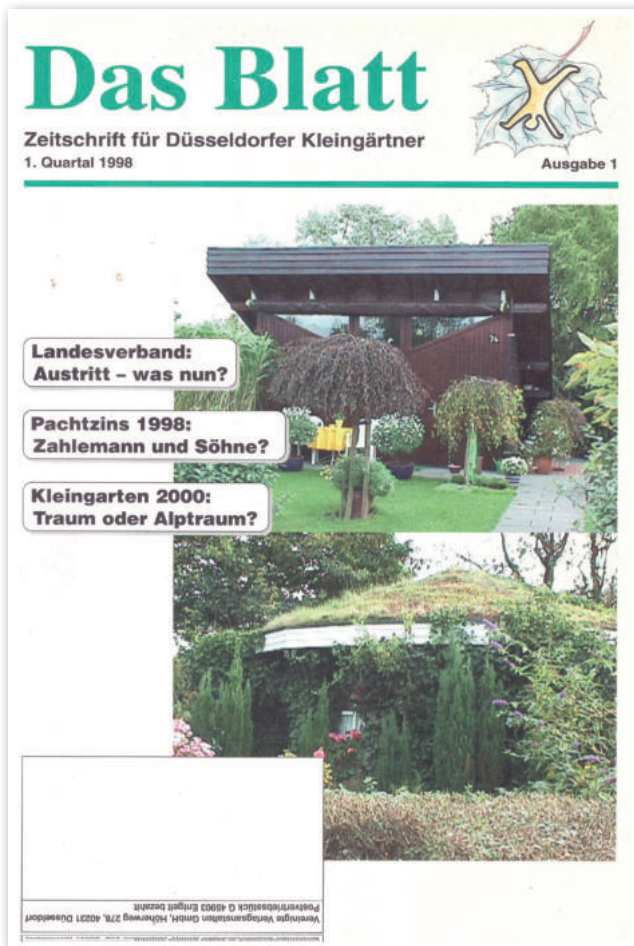 Das Blatt
Zeitschrift für Düsseldorfer Kleingärtner
1. Quartal 1998
Ausgabe 1
74
Landesverband:
Austritt – was nun?
Pachtzins 1998:
Zahlemann und Söhne?
Kleingarten 2000:
Traum oder Alptraum?
Vereinigte Verlagsanstalten GmbH, Höherweg 278, 40231 Düsseldorf
Postvertriebsstück G 45903 Entgelt bezahlt